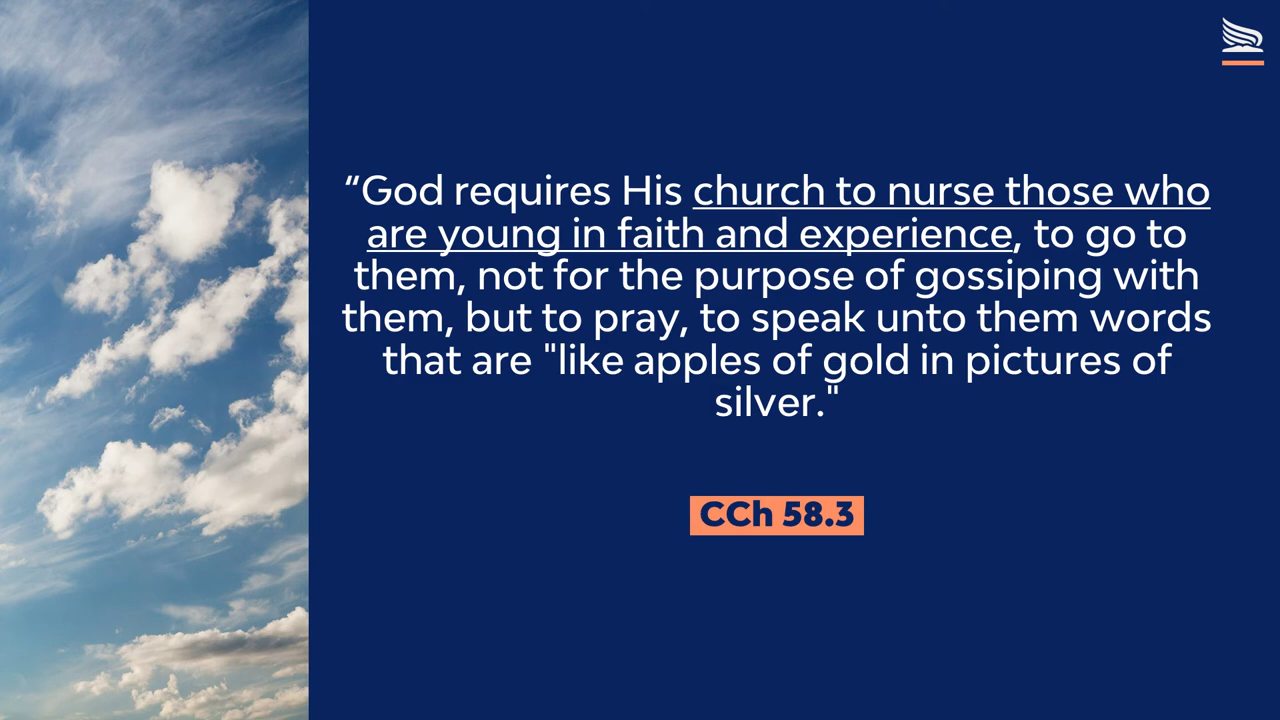 “God requires His church to nurse those who
are young in faith and experience, to go to
them, not for the purpose of gossiping with
them, but to pray, to speak unto them words
that are "like apples of gold in pictures of
silver."
CCh 58.3